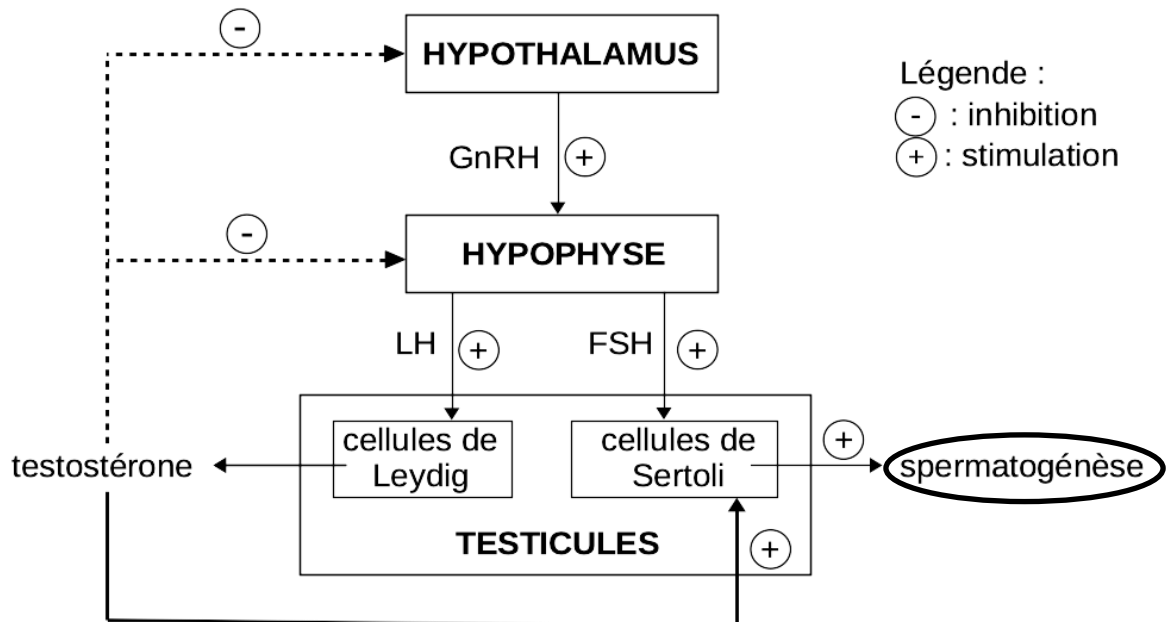 -
HYPOTHALAMUS
Légende :
- : inhibition
+ : stimulation
GnRH +
-
HYPOPHYSE
LH +
FSH +
cellules de
Leydig
cellules de
Sertoli
+
testostérone
spermatogénèse
TESTICULES
+